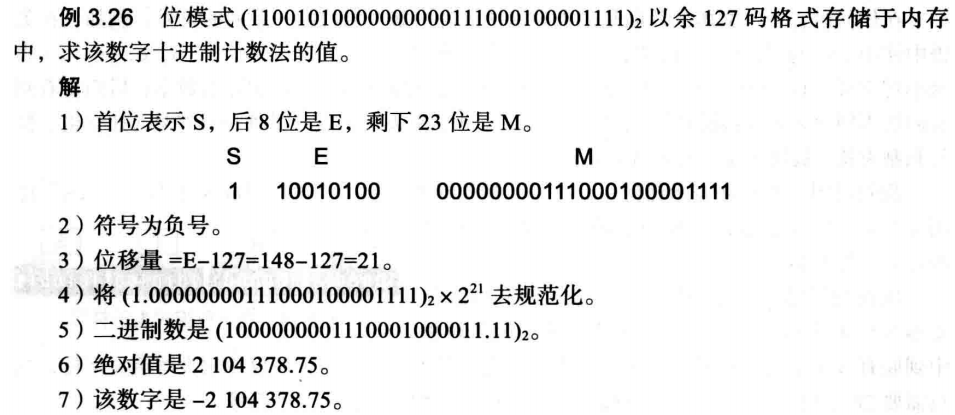 例 3.26 位模式 (11001010000000000111000100001111)₂ 以余 127 码格式存储于内存
中，求该数字十进制计数法的值。
解
1）首位表示 S，后 8 位是 E，剩下 23 位是 M。
S E M
1 10010100 00000000111000100001111
2）符号为负号。
3）位移量 =E−127=148−127=21。
4）将 (1.00000000111000100001111)₂ × 2²¹ 去规范化。
5）二进制数是 (1000000001110001000011.11)₂。
6）绝对值是 2 104 378.75。
7）该数字是 −2 104 378.75。